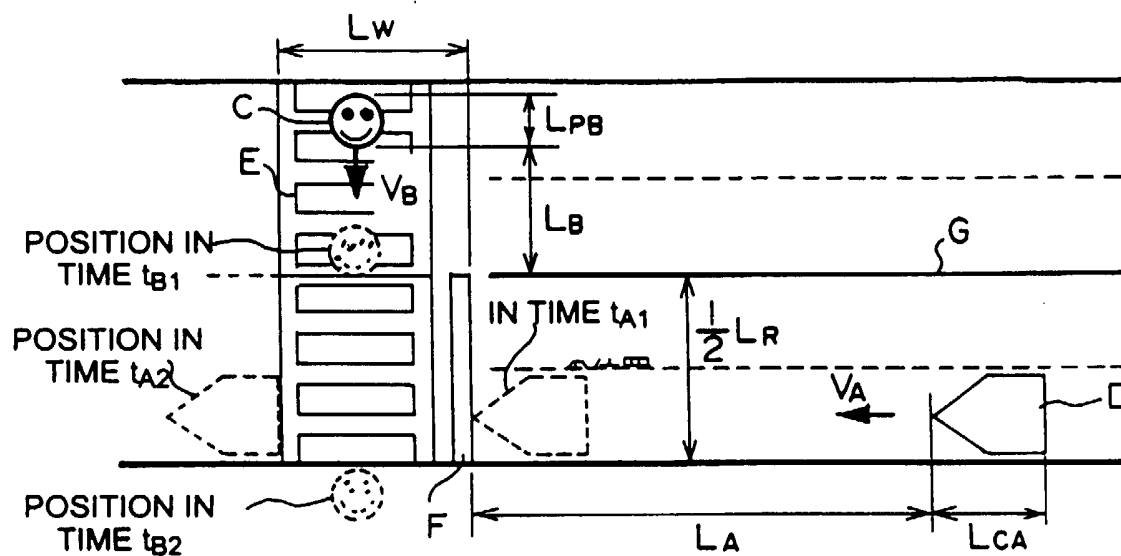 LW
C
LPB
E
VB
LB
POSITION IN
TIME tB1
G
IN TIME tA1
1/2 LR
POSITION IN
TIME tA2
VA
POSITION IN
TIME tB2
F
LA
LCA